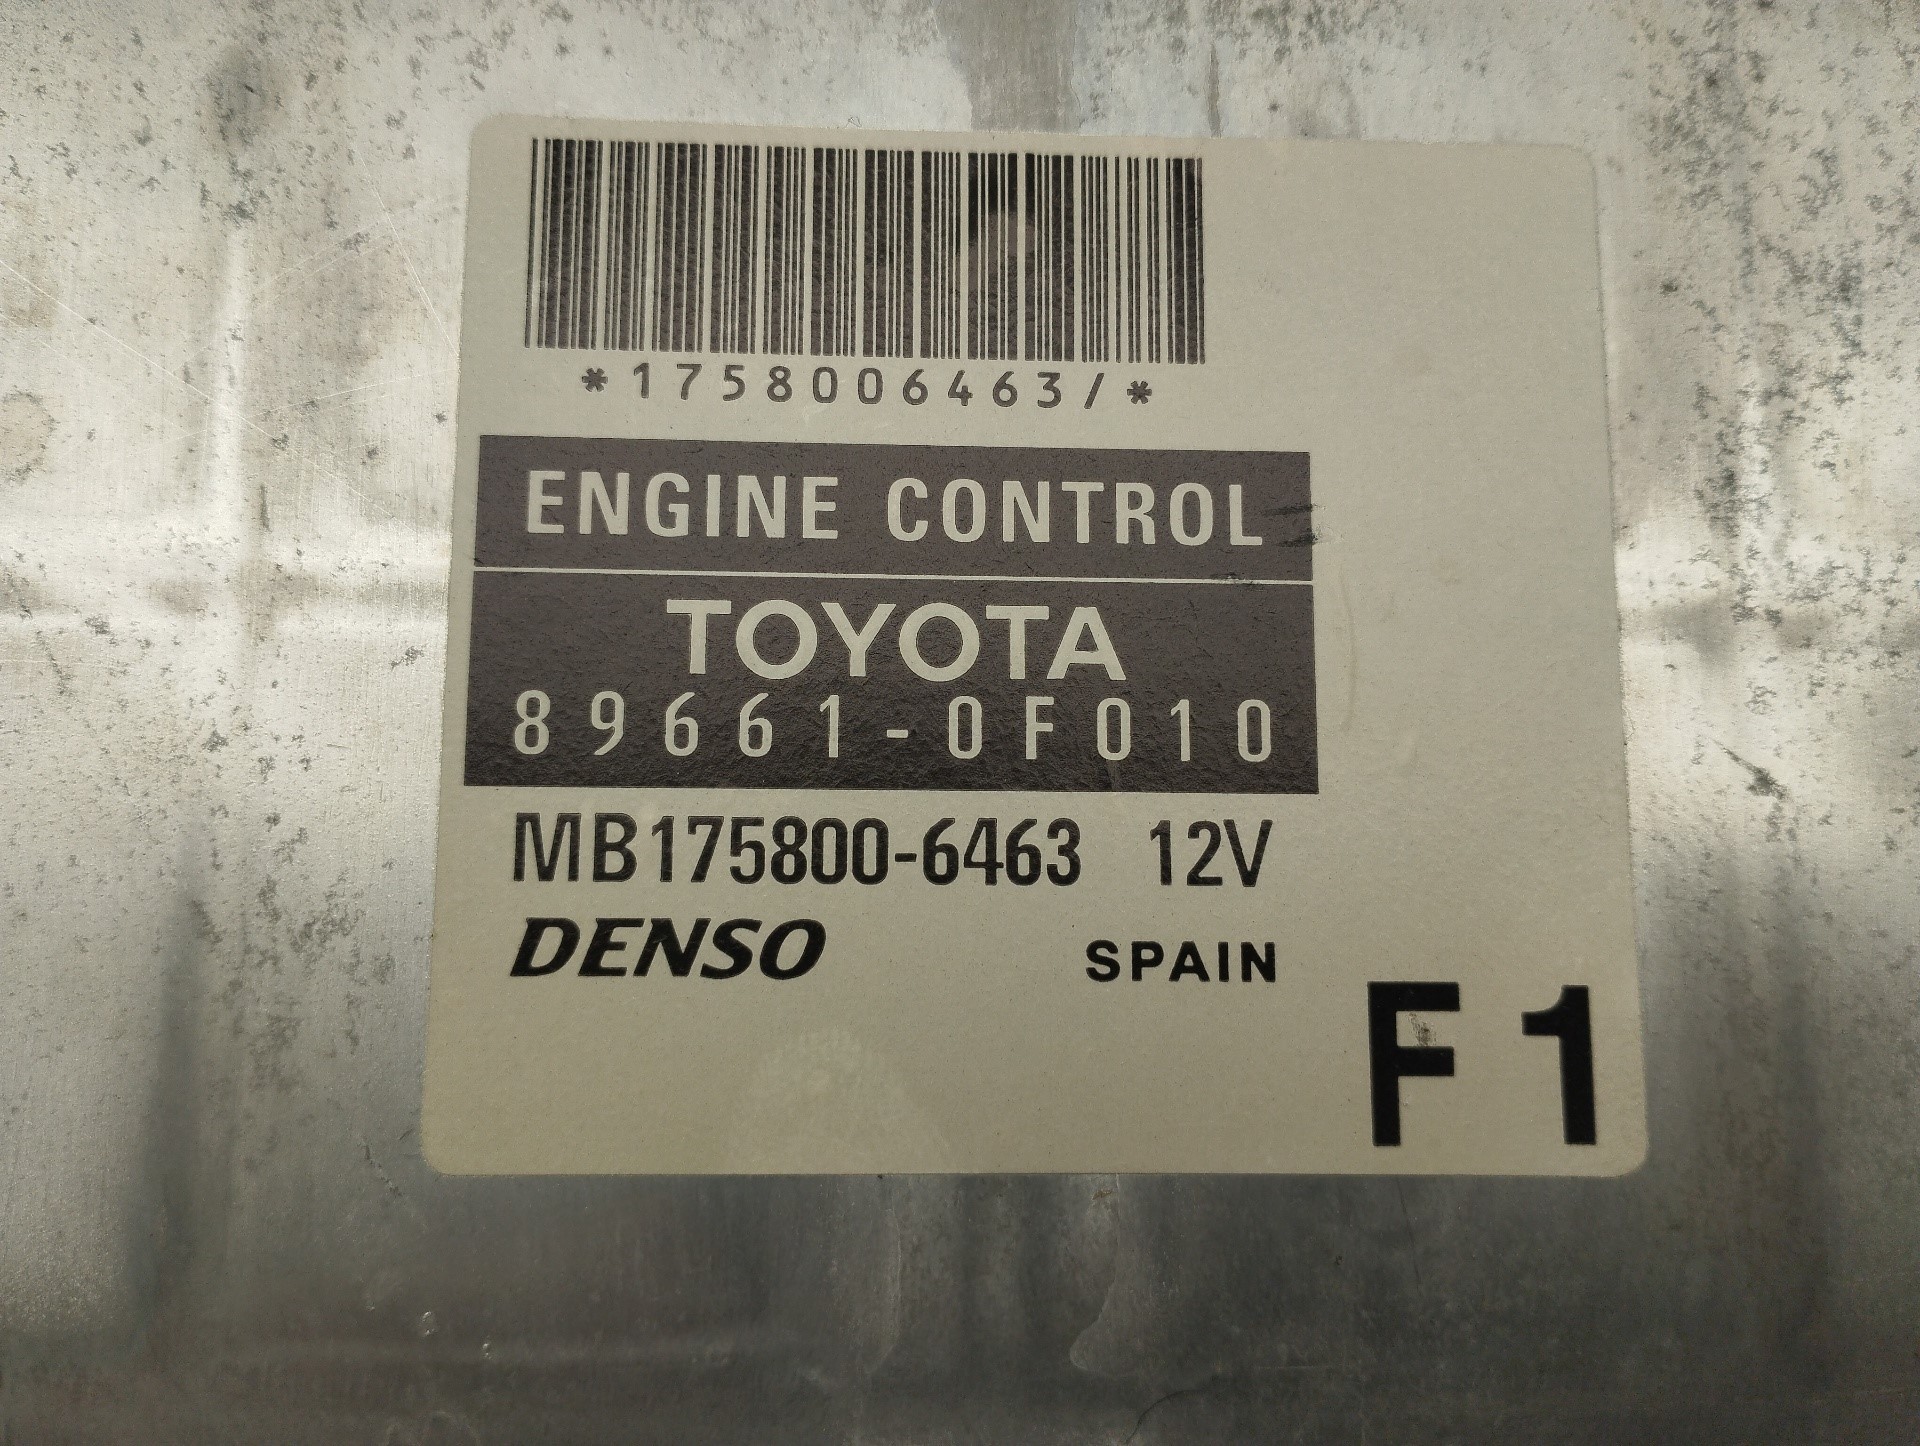 *1758006463/*
ENGINE CONTROL
TOYOTA
89661-0F010
MB175800-6463 12V
DENSO SPAIN
F1